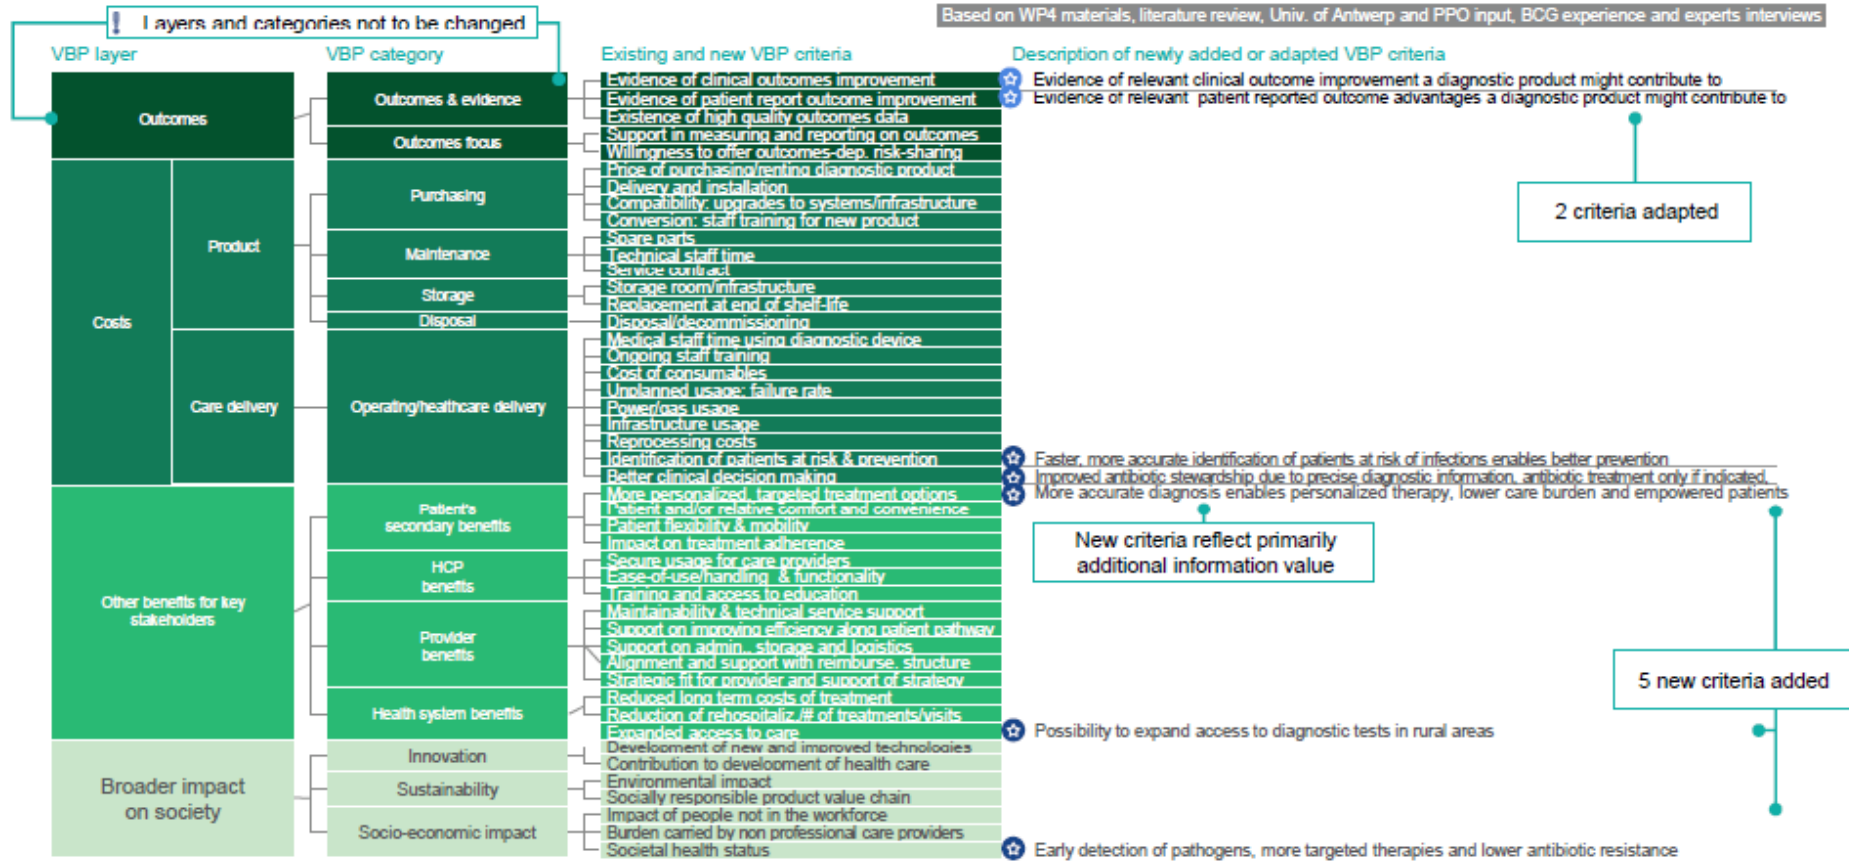 ! Layers and categories not to be changed
Based on WP4 materials, literature review, Univ. of Antwerp and PPO input, BCG experience and experts interviews
VBP layer
VBP category
Existing and new VBP criteria
Description of newly added or adapted VBP criteria
Outcomes
Outcomes & evidence
Evidence of clinical outcomes improvement
Evidence of relevant clinical outcome improvement a diagnostic product might contribute to
Evidence of patient report outcome improvement
Evidence of relevant patient reported outcome advantages a diagnostic product might contribute to
Existence of high quality outcomes data
Outcomes focus
Support in measuring and reporting on outcomes
Willingness to offer outcomes-dep. risk-sharing
2 criteria adapted
Costs
Product
Purchasing
Price of purchasing/renting diagnostic product
Delivery and installation
Compatibility: upgrades to systems/infrastructure
Conversion: staff training for new product
Maintenance
Spare parts
Technical staff time
Service contract
Storage
Storage room/infrastructure
Replacement at end of shelf-life
Disposal
Disposal/decommissioning
Care delivery
Operating/healthcare delivery
Medical staff time using diagnostic device
Ongoing staff training
Cost of consumables
Unplanned usage: failure rate
Power/gas usage
Infrastructure usage
Reprocessing costs
Identification of patients at risk & prevention
Faster, more accurate identification of patients at risk of infections enables better prevention
Better clinical decision making
Improved antibiotic stewardship due to precise diagnostic information, antibiotic treatment only if indicated.
Other benefits for key
stakeholders
Patient's
secondary benefits
More personalized, targeted treatment options
More accurate diagnosis enables personalized therapy, lower care burden and empowered patients
Patient and/or relative comfort and convenience
Patient flexibility & mobility
Impact on treatment adherence
New criteria reflect primarily
additional information value
HCP
benefits
Secure usage for care providers
Ease-of-use/handling & functionality
Training and access to education
Provider
benefits
Maintainability & technical service support
Support on improving efficiency along patient pathway
Support on admin., storage and logistics
Alignment and support with reimburse. structure
Strategic fit for provider and support of strategy
5 new criteria added
Health system benefits
Reduced long term costs of treatment
Reduction of rehospitaliz./# of treatments/visits
Expanded access to care
Possibility to expand access to diagnostic tests in rural areas
Broader impact
on society
Innovation
Development of new and improved technologies
Contribution to development of health care
Sustainability
Environmental impact
Socially responsible product value chain
Socio-economic impact
Impact of people not in the workforce
Burden carried by non professional care providers
Societal health status
Early detection of pathogens, more targeted therapies and lower antibiotic resistance